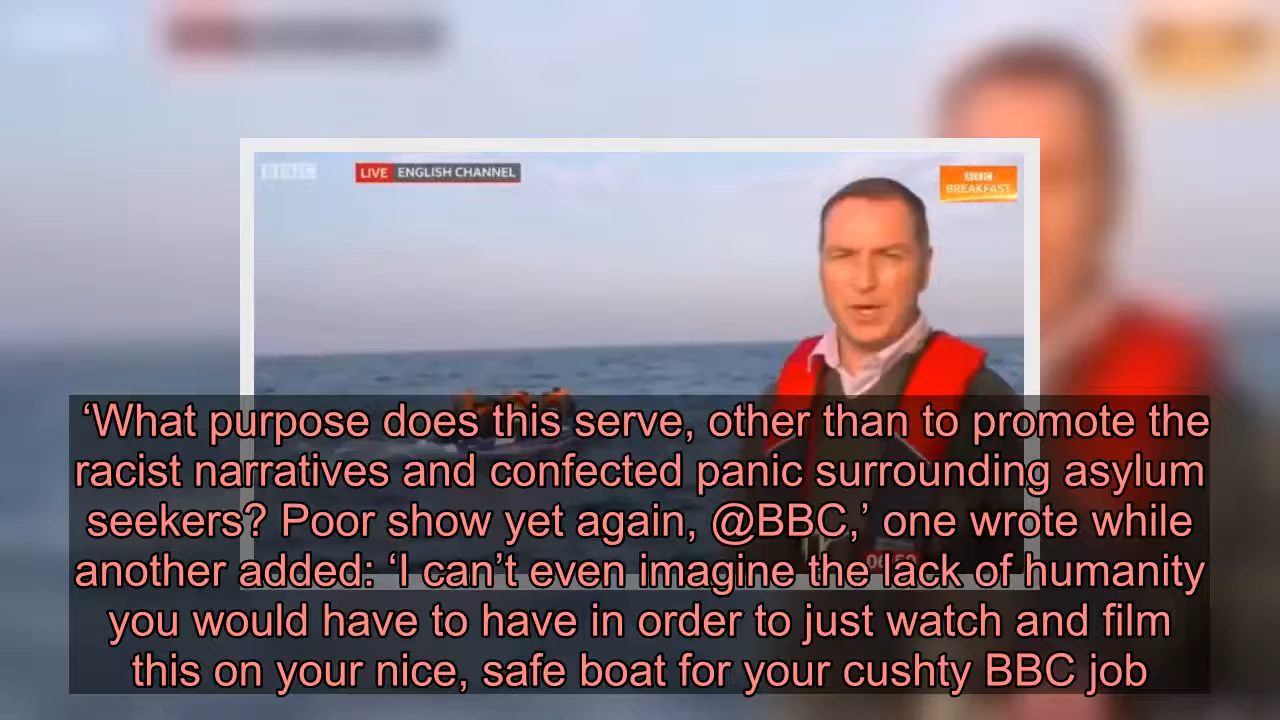 BBC
LIVE ENGLISH CHANNEL
BBC
BREAKFAST
‘What purpose does this serve, other than to promote the
racist narratives and confected panic surrounding asylum
seekers? Poor show yet again, @BBC,’ one wrote while
another added: ‘I can’t even imagine the lack of humanity
you would have to have in order to just watch and film
this on your nice, safe boat for your cushty BBC job